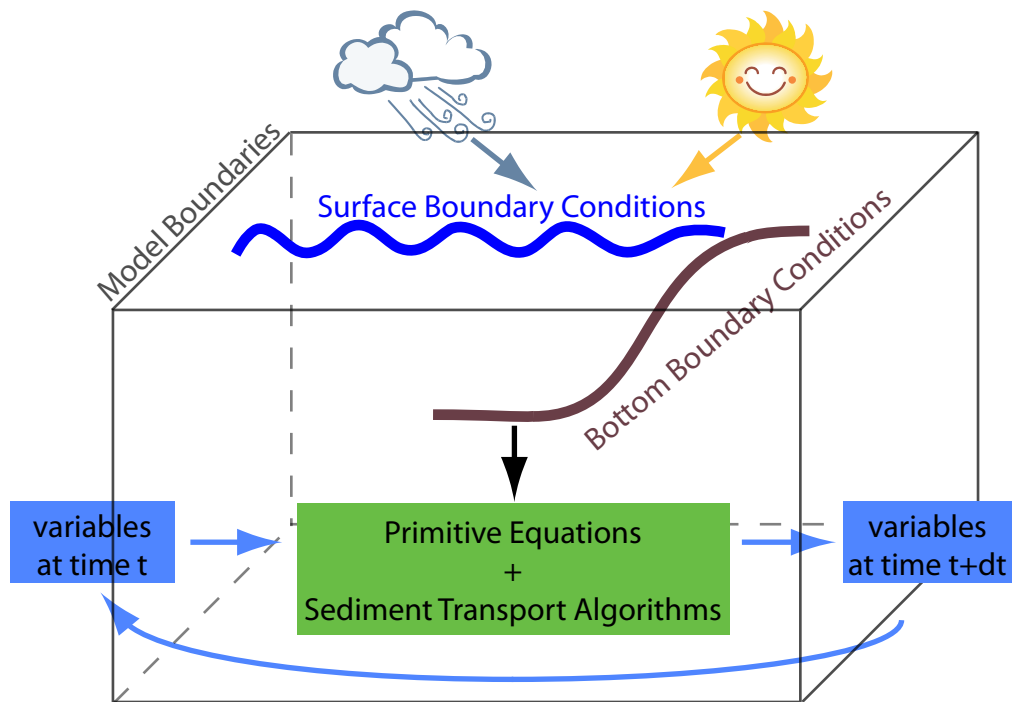 Model Boundaries
Surface Boundary Conditions
Bottom Boundary Conditions
variables
at time t
Primitive Equations
+
Sediment Transport Algorithms
variables
at time t+dt